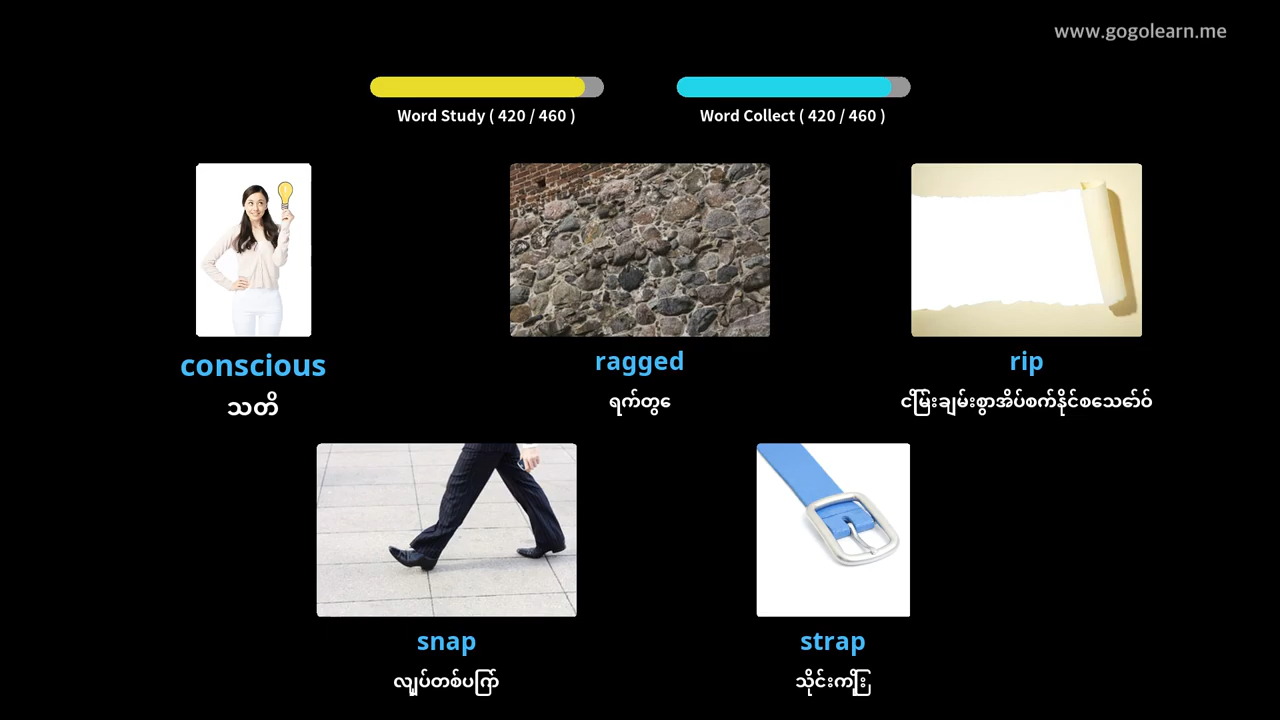 www.gogolearn.me
Word Study ( 420 / 460 )
Word Collect ( 420 / 460 )
conscious
သတိ
ragged
ရက်တွေ
rip
ငြိမ်းချမ်းစွာအိပ်စက်နိုင်စေသော်ဝ်
snap
လျှပ်တစ်ပြက်
strap
သိုင်းကြိုး